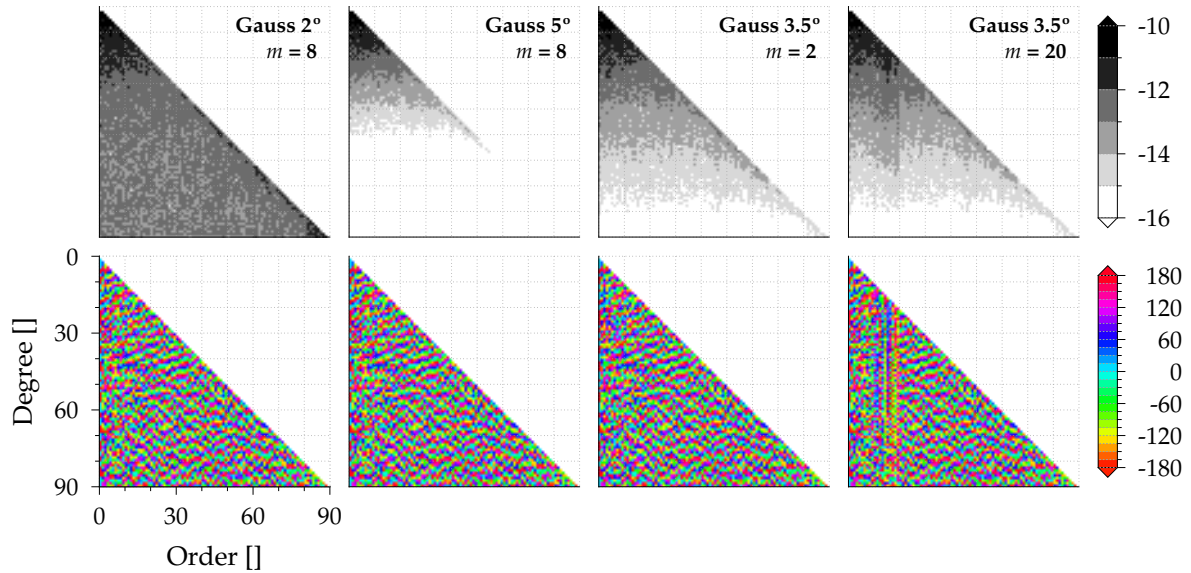 Gauss 2°
m = 8
Gauss 5°
m = 8
Gauss 3.5°
m = 2
Gauss 3.5°
m = 20
-10
-12
-14
-16
0
30
60
90
Degree []
0
30
60
90
Order []
180
120
60
0
-60
-120
-180